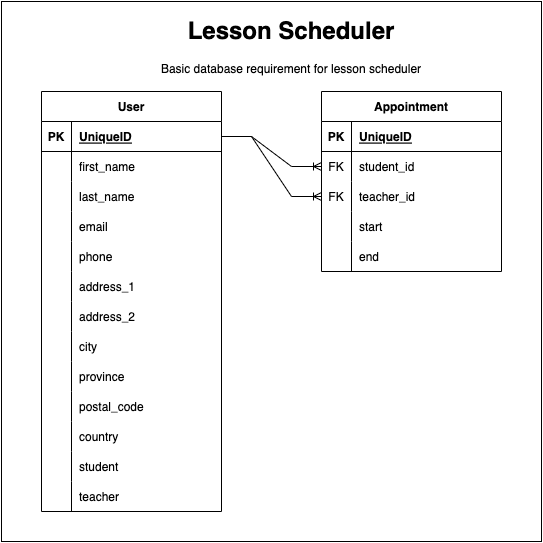 Lesson Scheduler
Basic database requirement for lesson scheduler
User
PK UniqueID
first_name
last_name
email
phone
address_1
address_2
city
province
postal_code
country
student
teacher
Appointment
PK UniqueID
FK student_id
FK teacher_id
start
end